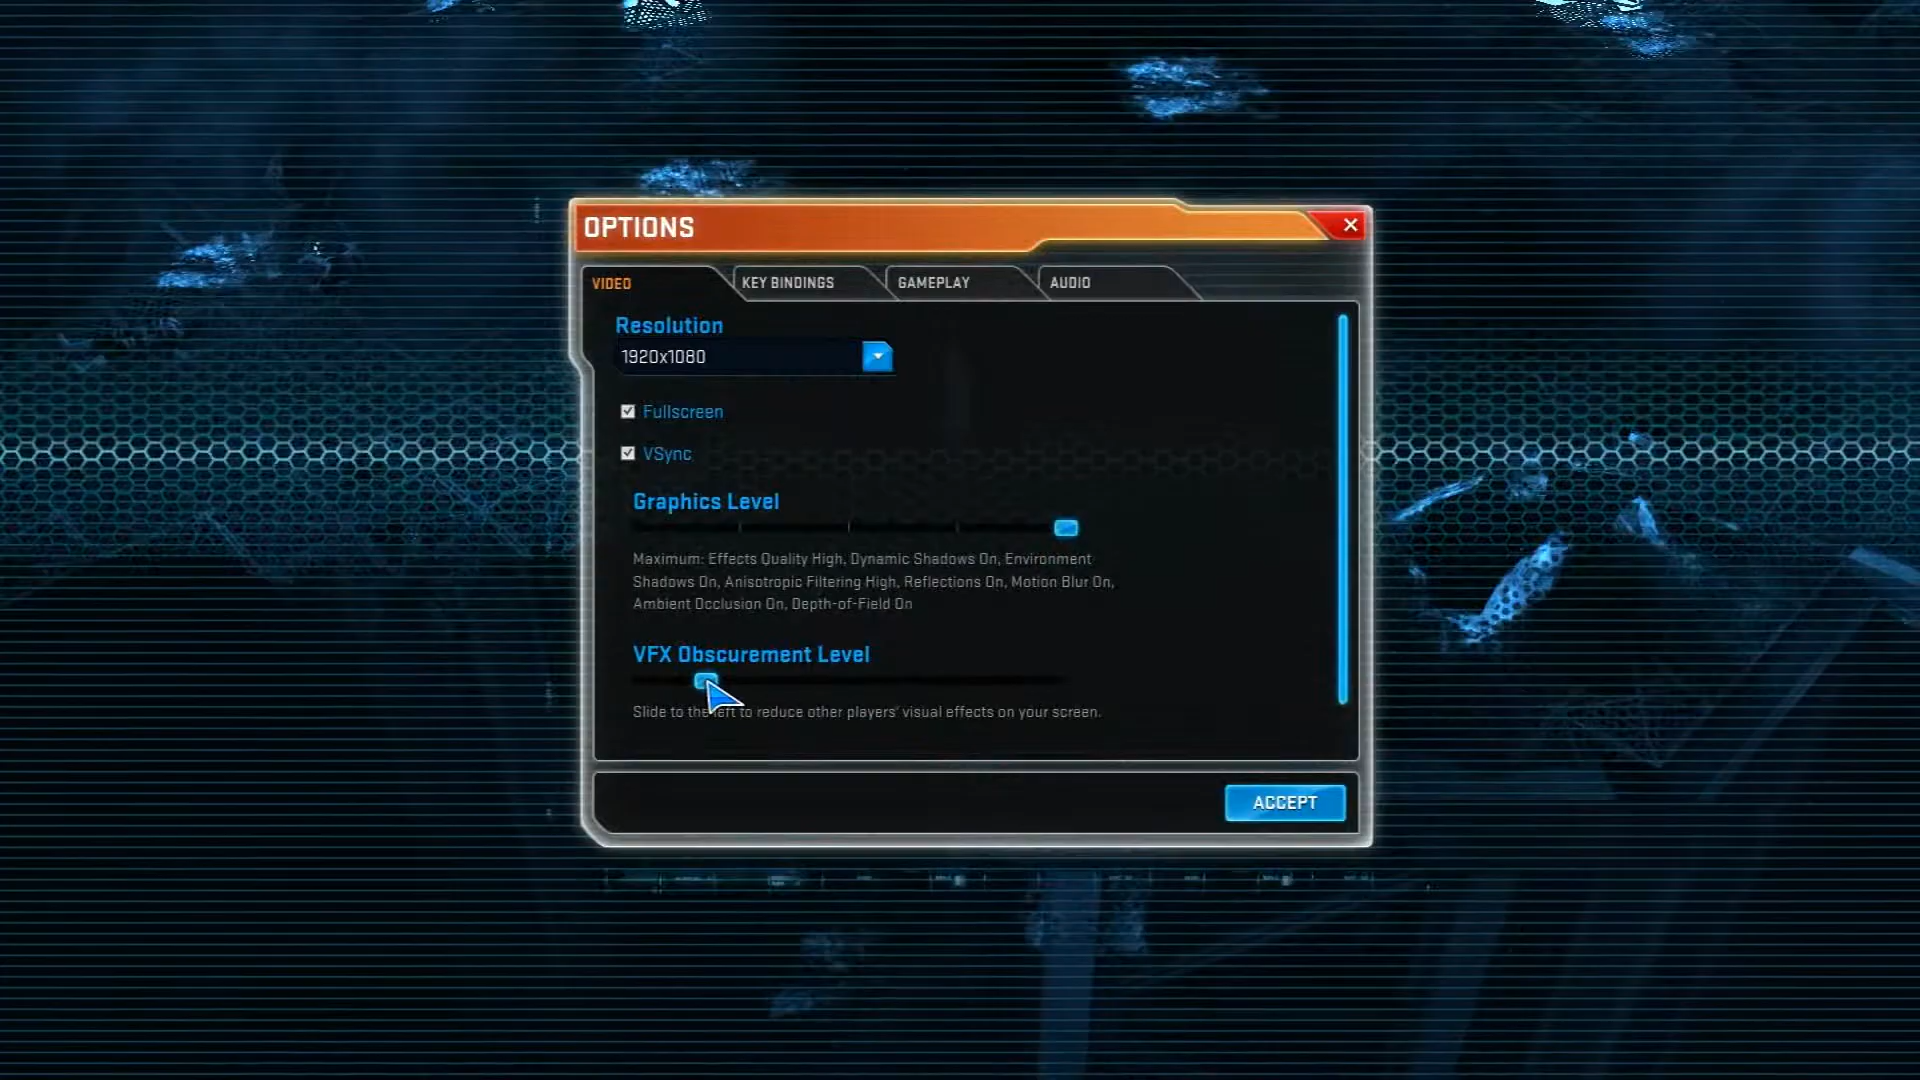 OPTIONS
VIDEO
KEY BINDINGS
GAMEPLAY
AUDIO
Resolution
1920x1080
Fullscreen
VSync
Graphics Level
Maximum: Effects Quality High, Dynamic Shadows On, Environment
Shadows On, Anisotropic Filtering High, Reflections On, Motion Blur On,
Ambient Occlusion On, Depth-of-Field On
VFX Obscurement Level
Slide to the left to reduce other players' visual effects on your screen.
ACCEPT